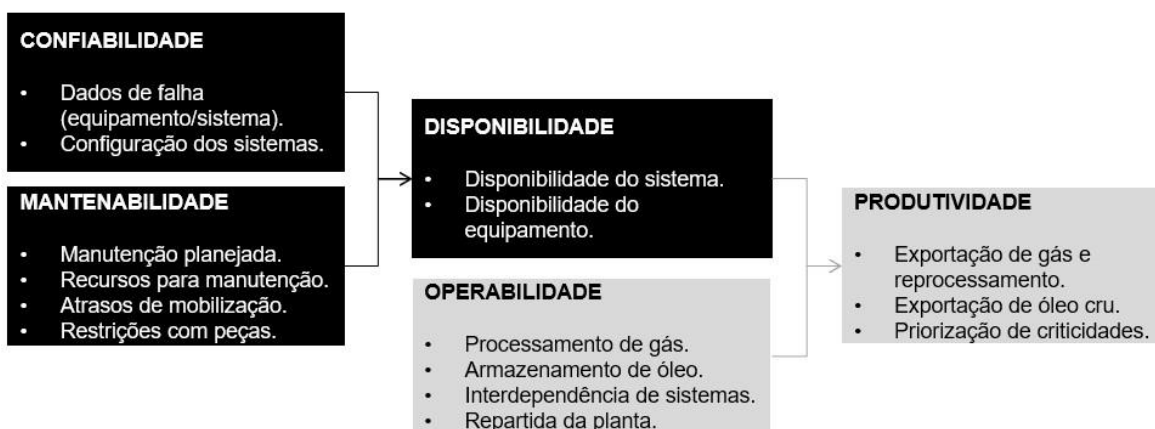 CONFIABILIDADE
• Dados de falha
(equipamento/sistema).
• Configuração dos sistemas.
MANTENABILIDADE
• Manutenção planejada.
• Recursos para manutenção.
• Atrasos de mobilização.
• Restrições com peças.
DISPONIBILIDADE
• Disponibilidade do sistema.
• Disponibilidade do
equipamento.
OPERABILIDADE
• Processamento de gás.
• Armazenamento de óleo.
• Interdependência de sistemas.
• Repartida da planta.
PRODUTIVIDADE
• Exportação de gás e
reprocessamento.
• Exportação de óleo cru.
• Priorização de criticidades.